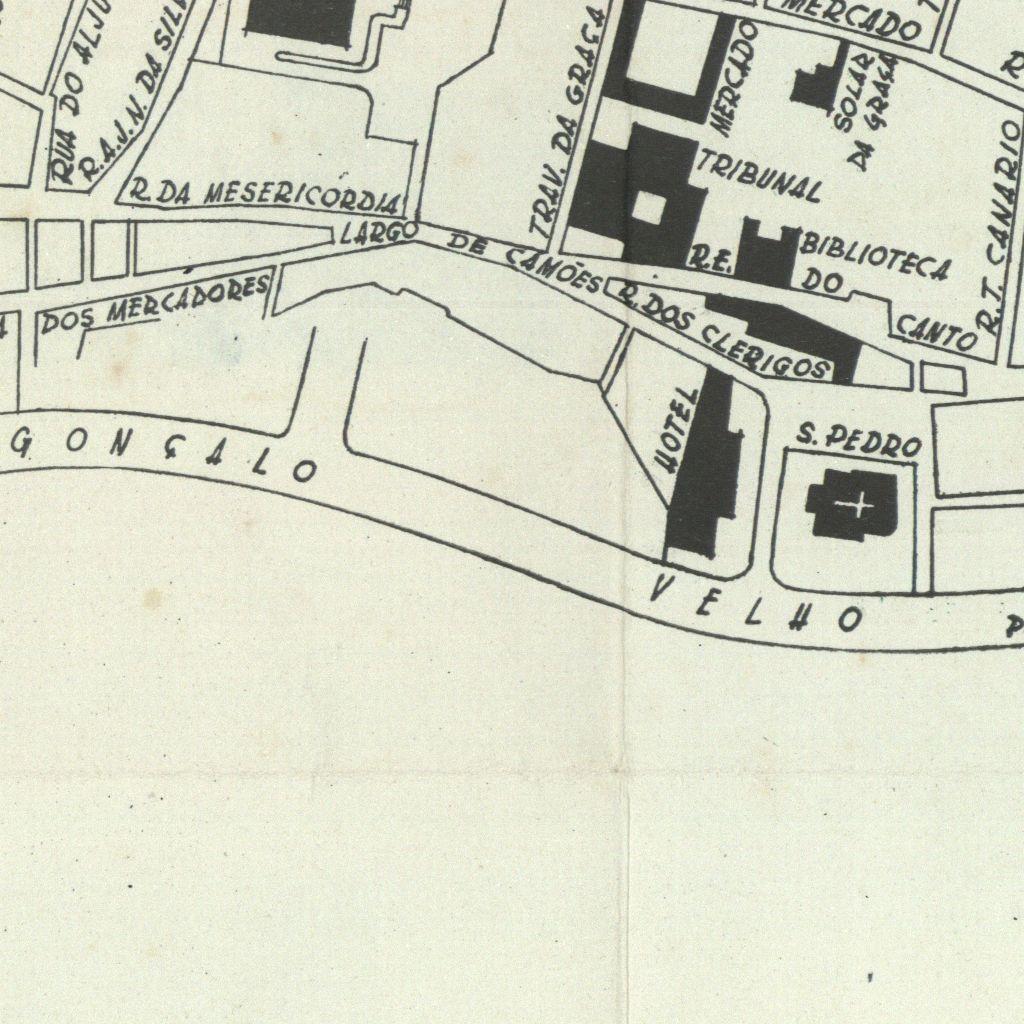 MERCADO
RUA DO ALJU
R. A. J. N. DA SILV
TRAV. DA GRAÇA
MERCADO
SOLAR
DA GRAÇA
R. T. CANARIO
TRIBUNAL
R. DA MESERICORDIA
LARGO DE CAMÕES
R. E.
BIBLIOTECA
DO
CANTO
DOS MERCADORES
R. DOS CLERIGOS
HOTEL
S. PEDRO
GONÇALO
VELHO